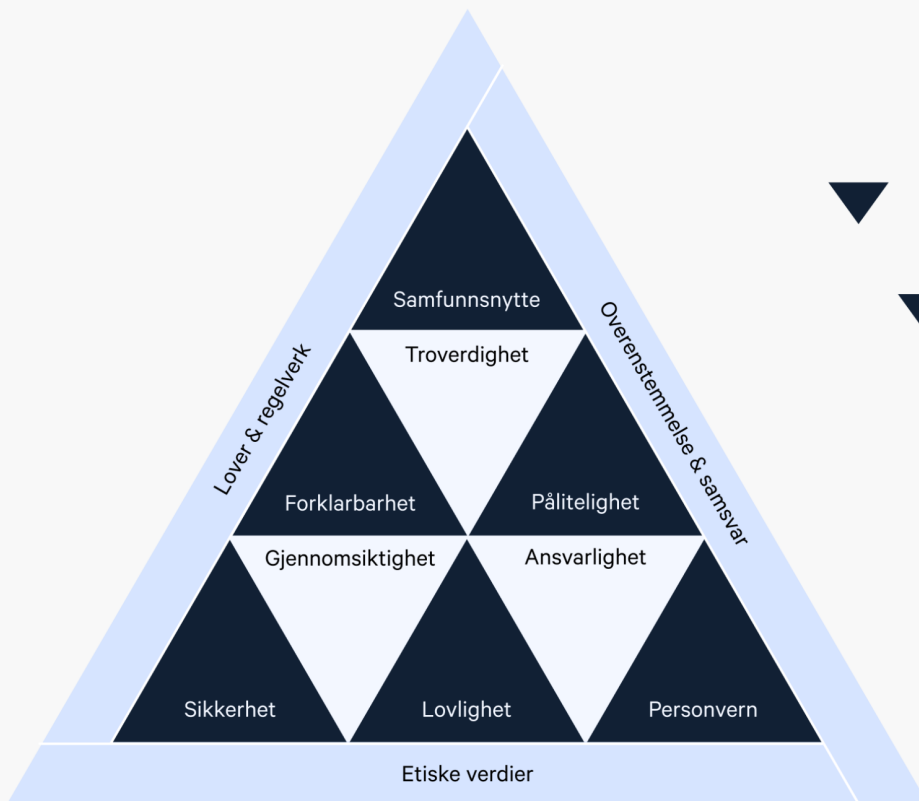 Samfunnsnytte
Troverdighet
Lover & regelverk
Overenstemmelse & samsvar
Forklarbarhet
Pålitelighet
Gjennomsiktighet
Ansvarlighet
Sikkerhet
Lovlighet
Personvern
Etiske verdier